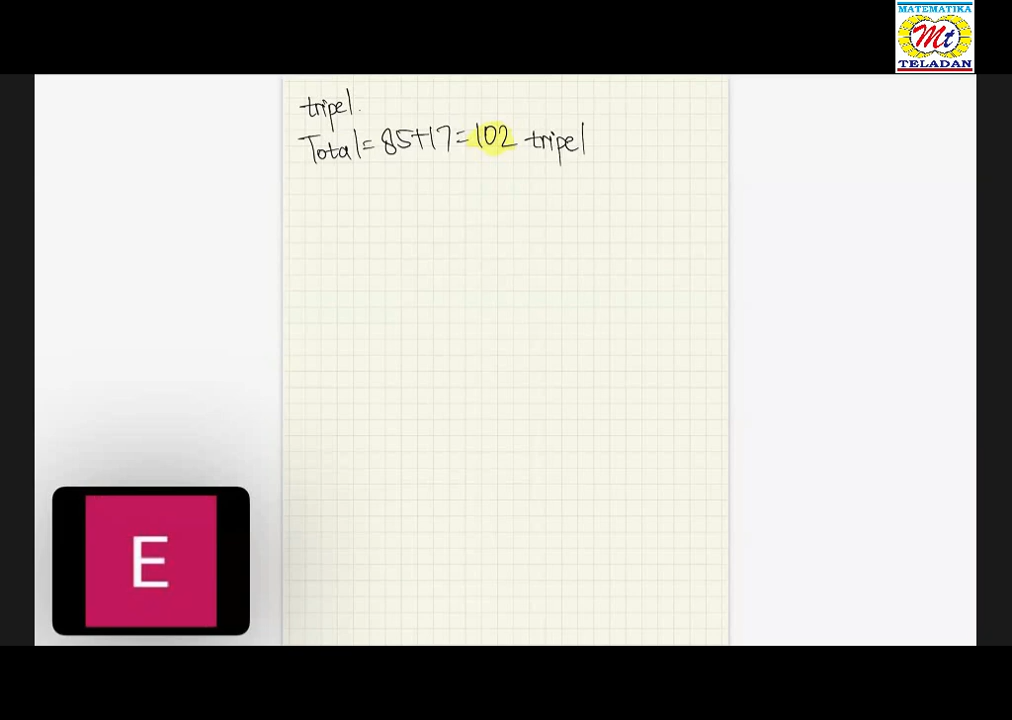 MATEMATIKA
Mt
TELADAN
tripel.
Total = 85+17 = 102 tripel
E